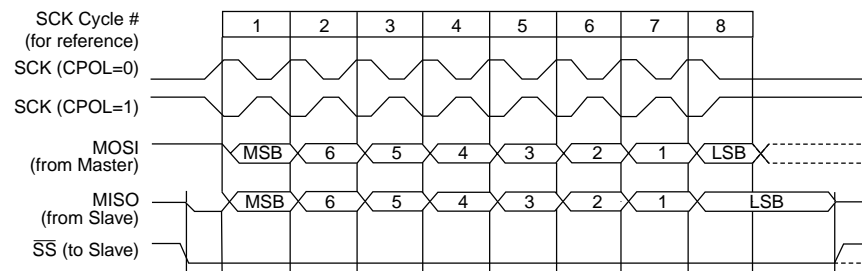 SCK Cycle #
(for reference)
1 2 3 4 5 6 7 8
SCK (CPOL=0)
SCK (CPOL=1)
MOSI
(from Master)
MSB 6 5 4 3 2 1 LSB
MISO
(from Slave)
MSB 6 5 4 3 2 1 LSB
SS (to Slave)